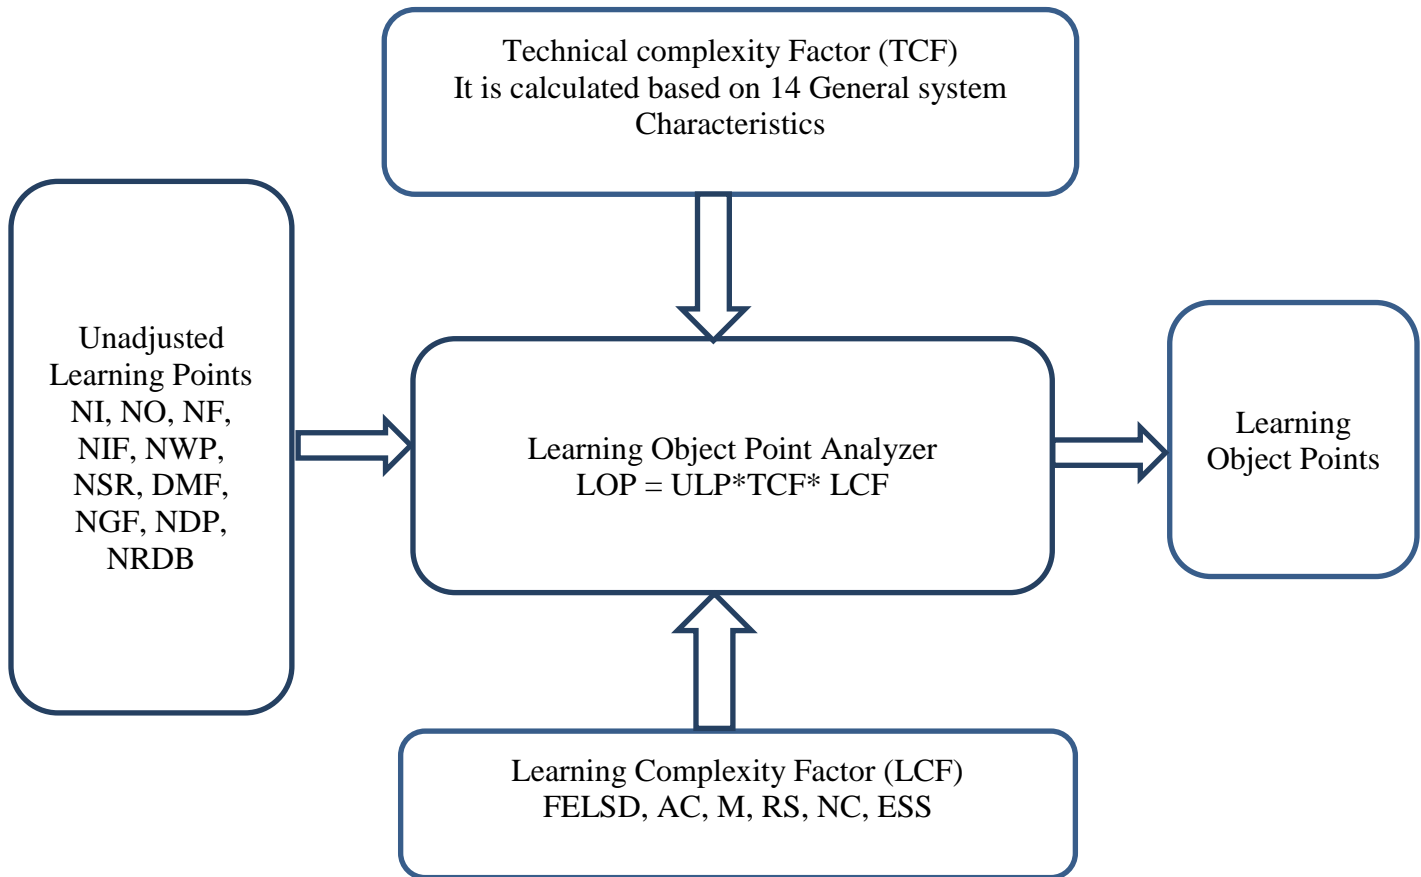 Technical complexity Factor (TCF)
It is calculated based on 14 General system
Characteristics
Unadjusted
Learning Points
NI, NO, NF,
NIF, NWP,
NSR, DMF,
NGF, NDP,
NRDB
Learning Object Point Analyzer
LOP = ULP*TCF* LCF
Learning
Object Points
Learning Complexity Factor (LCF)
FELSD, AC, M, RS, NC, ESS